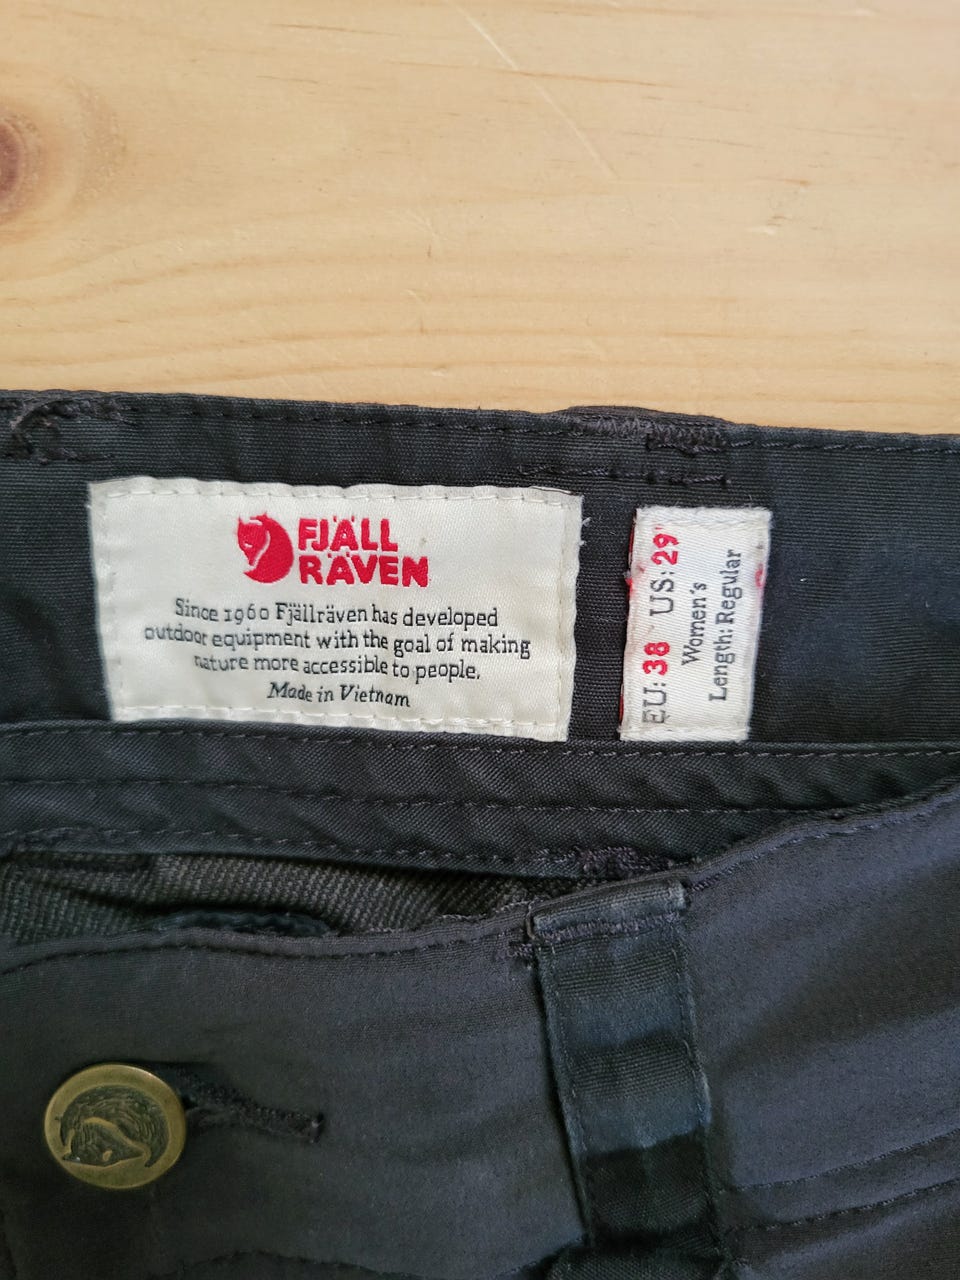 FJÄLL
RÄVEN
Since 1960 Fjällräven has developed
outdoor equipment with the goal of making
nature more accessible to people.
Made in Vietnam
EU: 38 US: 29"
Women's
Length: Regular